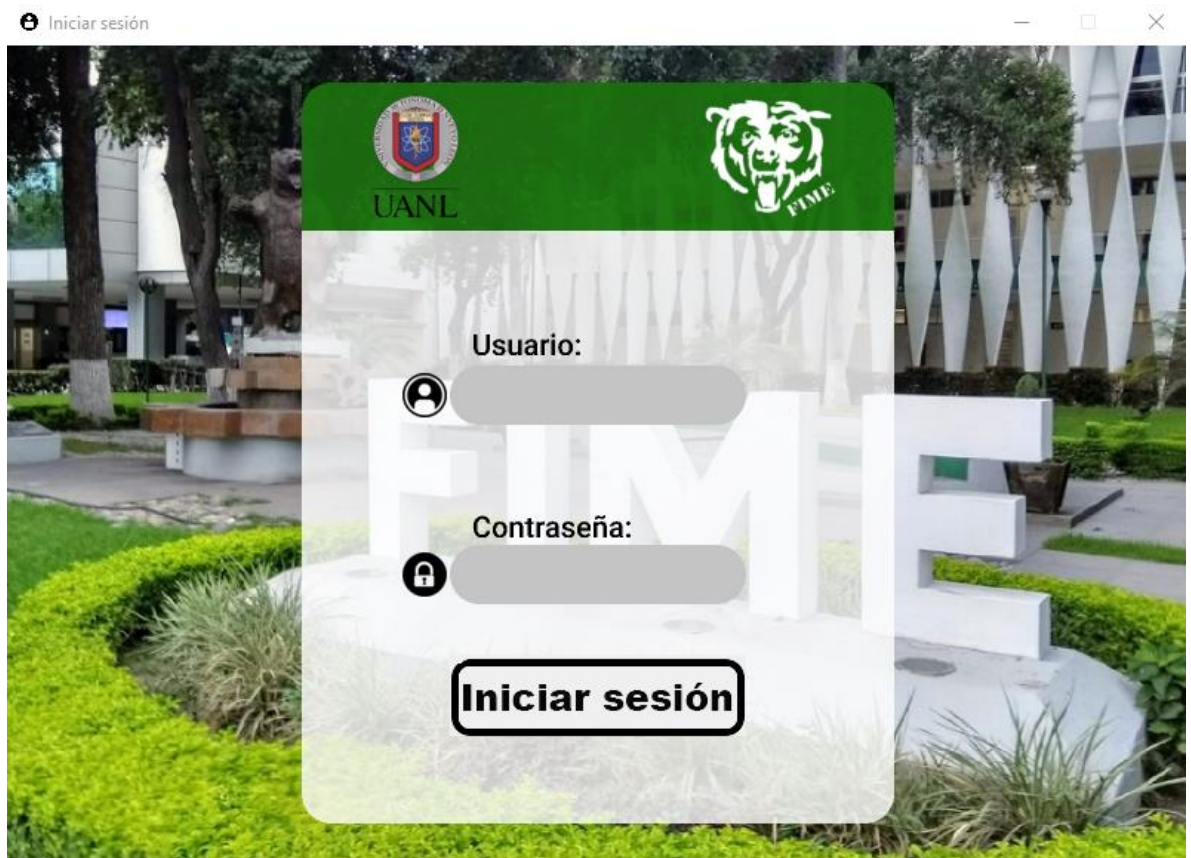 Iniciar sesión
UANL
FIME
Usuario:
FIME
Contraseña:
Iniciar sesión